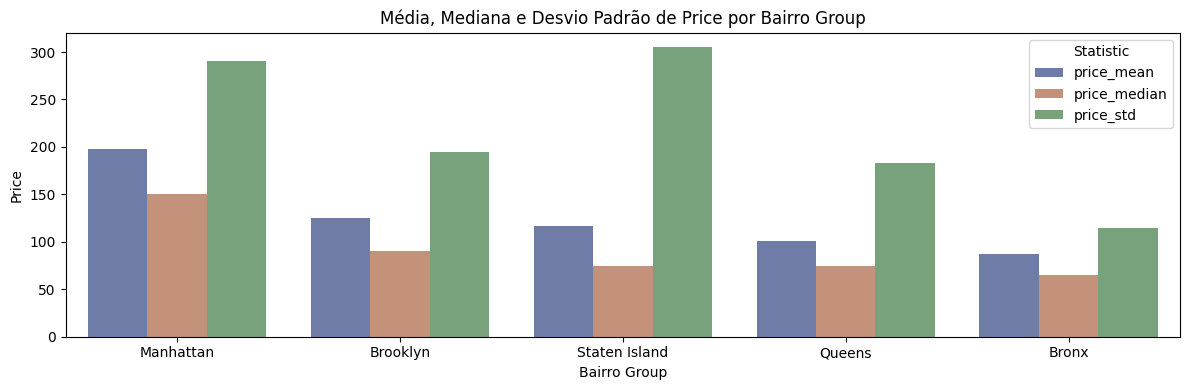 Média, Mediana e Desvio Padrão de Price por Bairro Group
Statistic
price_mean
price_median
price_std
Price
300
250
200
150
100
50
0
Manhattan
Brooklyn
Staten Island
Queens
Bronx
Bairro Group